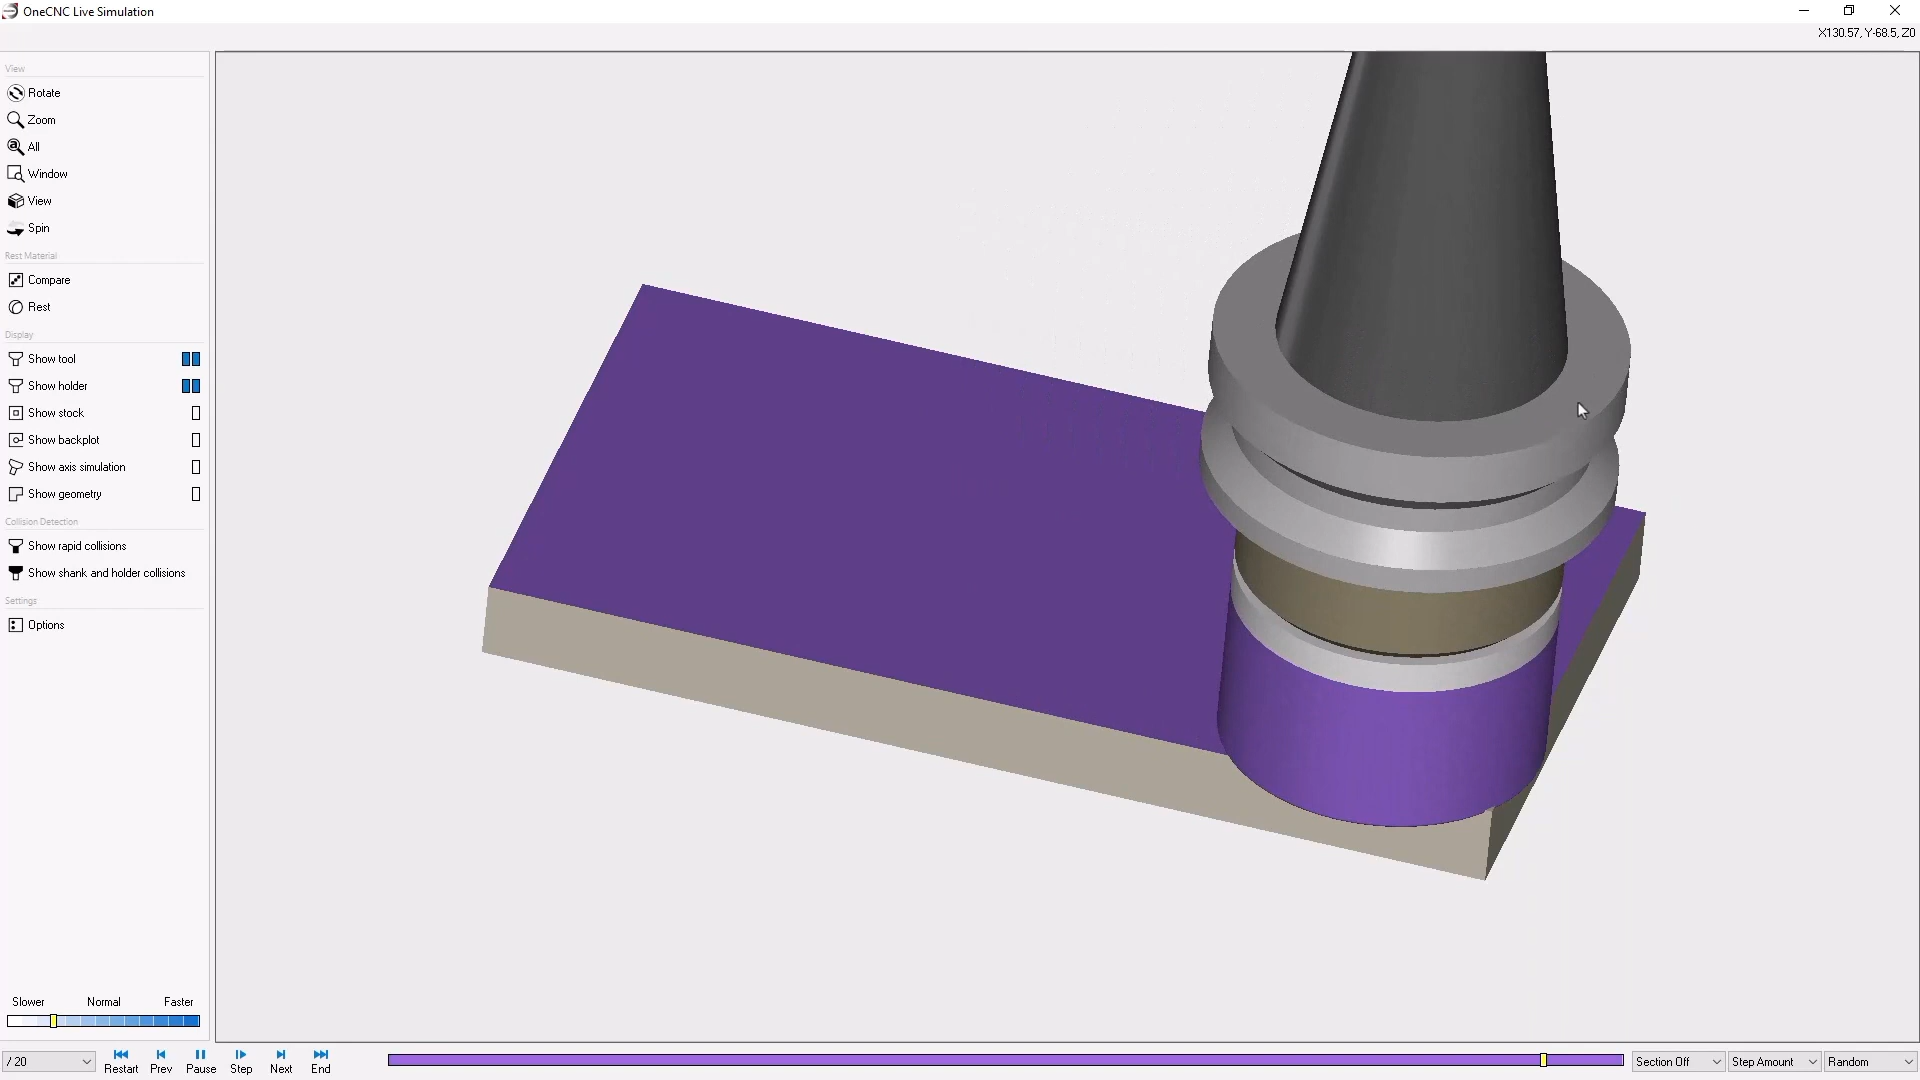 OneCNC Live Simulation
X130.57, Y-68.5, Z0
View
Rotate
Zoom
All
Window
View
Spin
Rest Material
Compare
Rest
Display
Show tool
Show holder
Show stock
Show backplot
Show axis simulation
Show geometry
Collision Detection
Show rapid collisions
Show shank and holder collisions
Settings
Options
Slower Normal Faster
/ 20 Restart Prev Pause Step Next End Section Off Step Amount Random